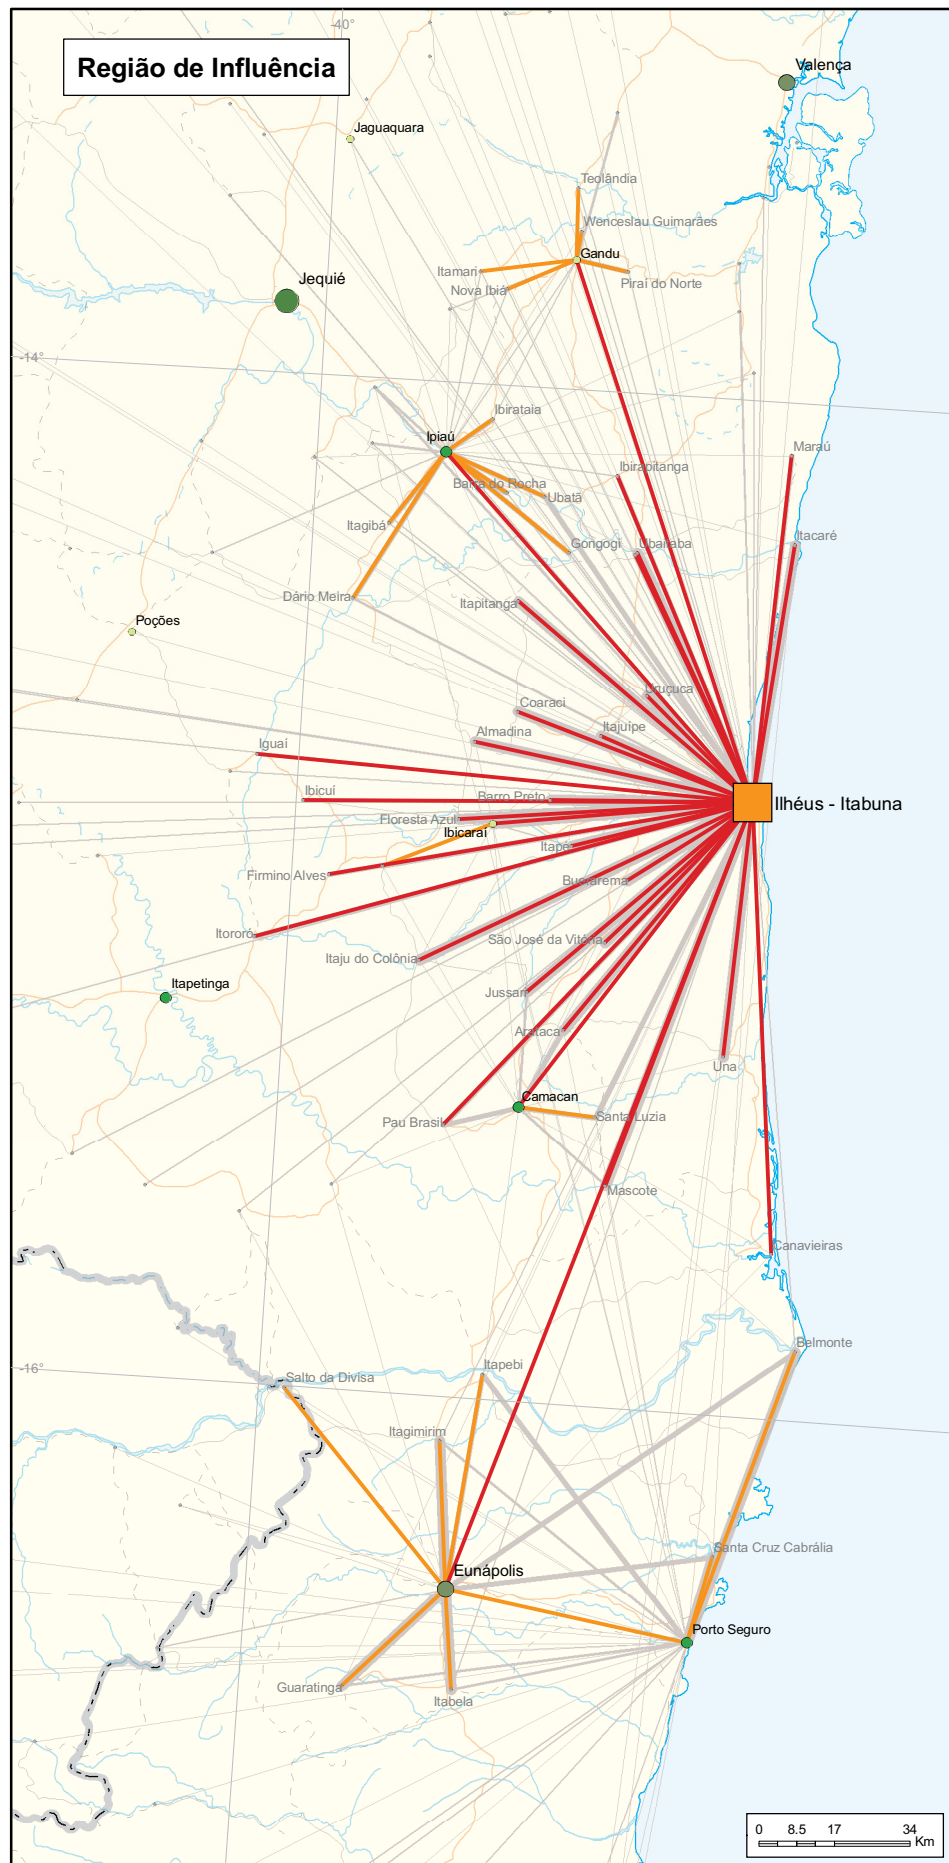 -40°
Região de Influência
Valença
Jaguaquara
Teolândia
Wenceslau Guimarães
Gandu
Itamari
Piraí do Norte
Nova Ibiá
Jequié
-14°
Ibirataia
Ipiaú
Maraú
Ibirapitanga
Barra do Rocha
Ubatã
Itagibá
Itacaré
Gongogi
Ubaitaba
Dário Meira
Itapitanga
Poções
Uruçuca
Coaraci
Itajuípe
Almadina
Iguaí
Ibicuí
Barro Preto
Ilhéus - Itabuna
Floresta Azul
Ibicaraí
Itapé
Firmino Alves
Buerarema
Itororó
São José da Vitória
Itaju do Colônia
Itapetinga
Jussari
Arataca
Una
Camacan
Pau Brasil
Santa Luzia
Mascote
Canavieiras
Belmonte
-16°
Itapebi
Salto da Divisa
Itagimirim
Santa Cruz Cabrália
Eunápolis
Porto Seguro
Guaratinga
Itabela
0 8.5 17 34
Km